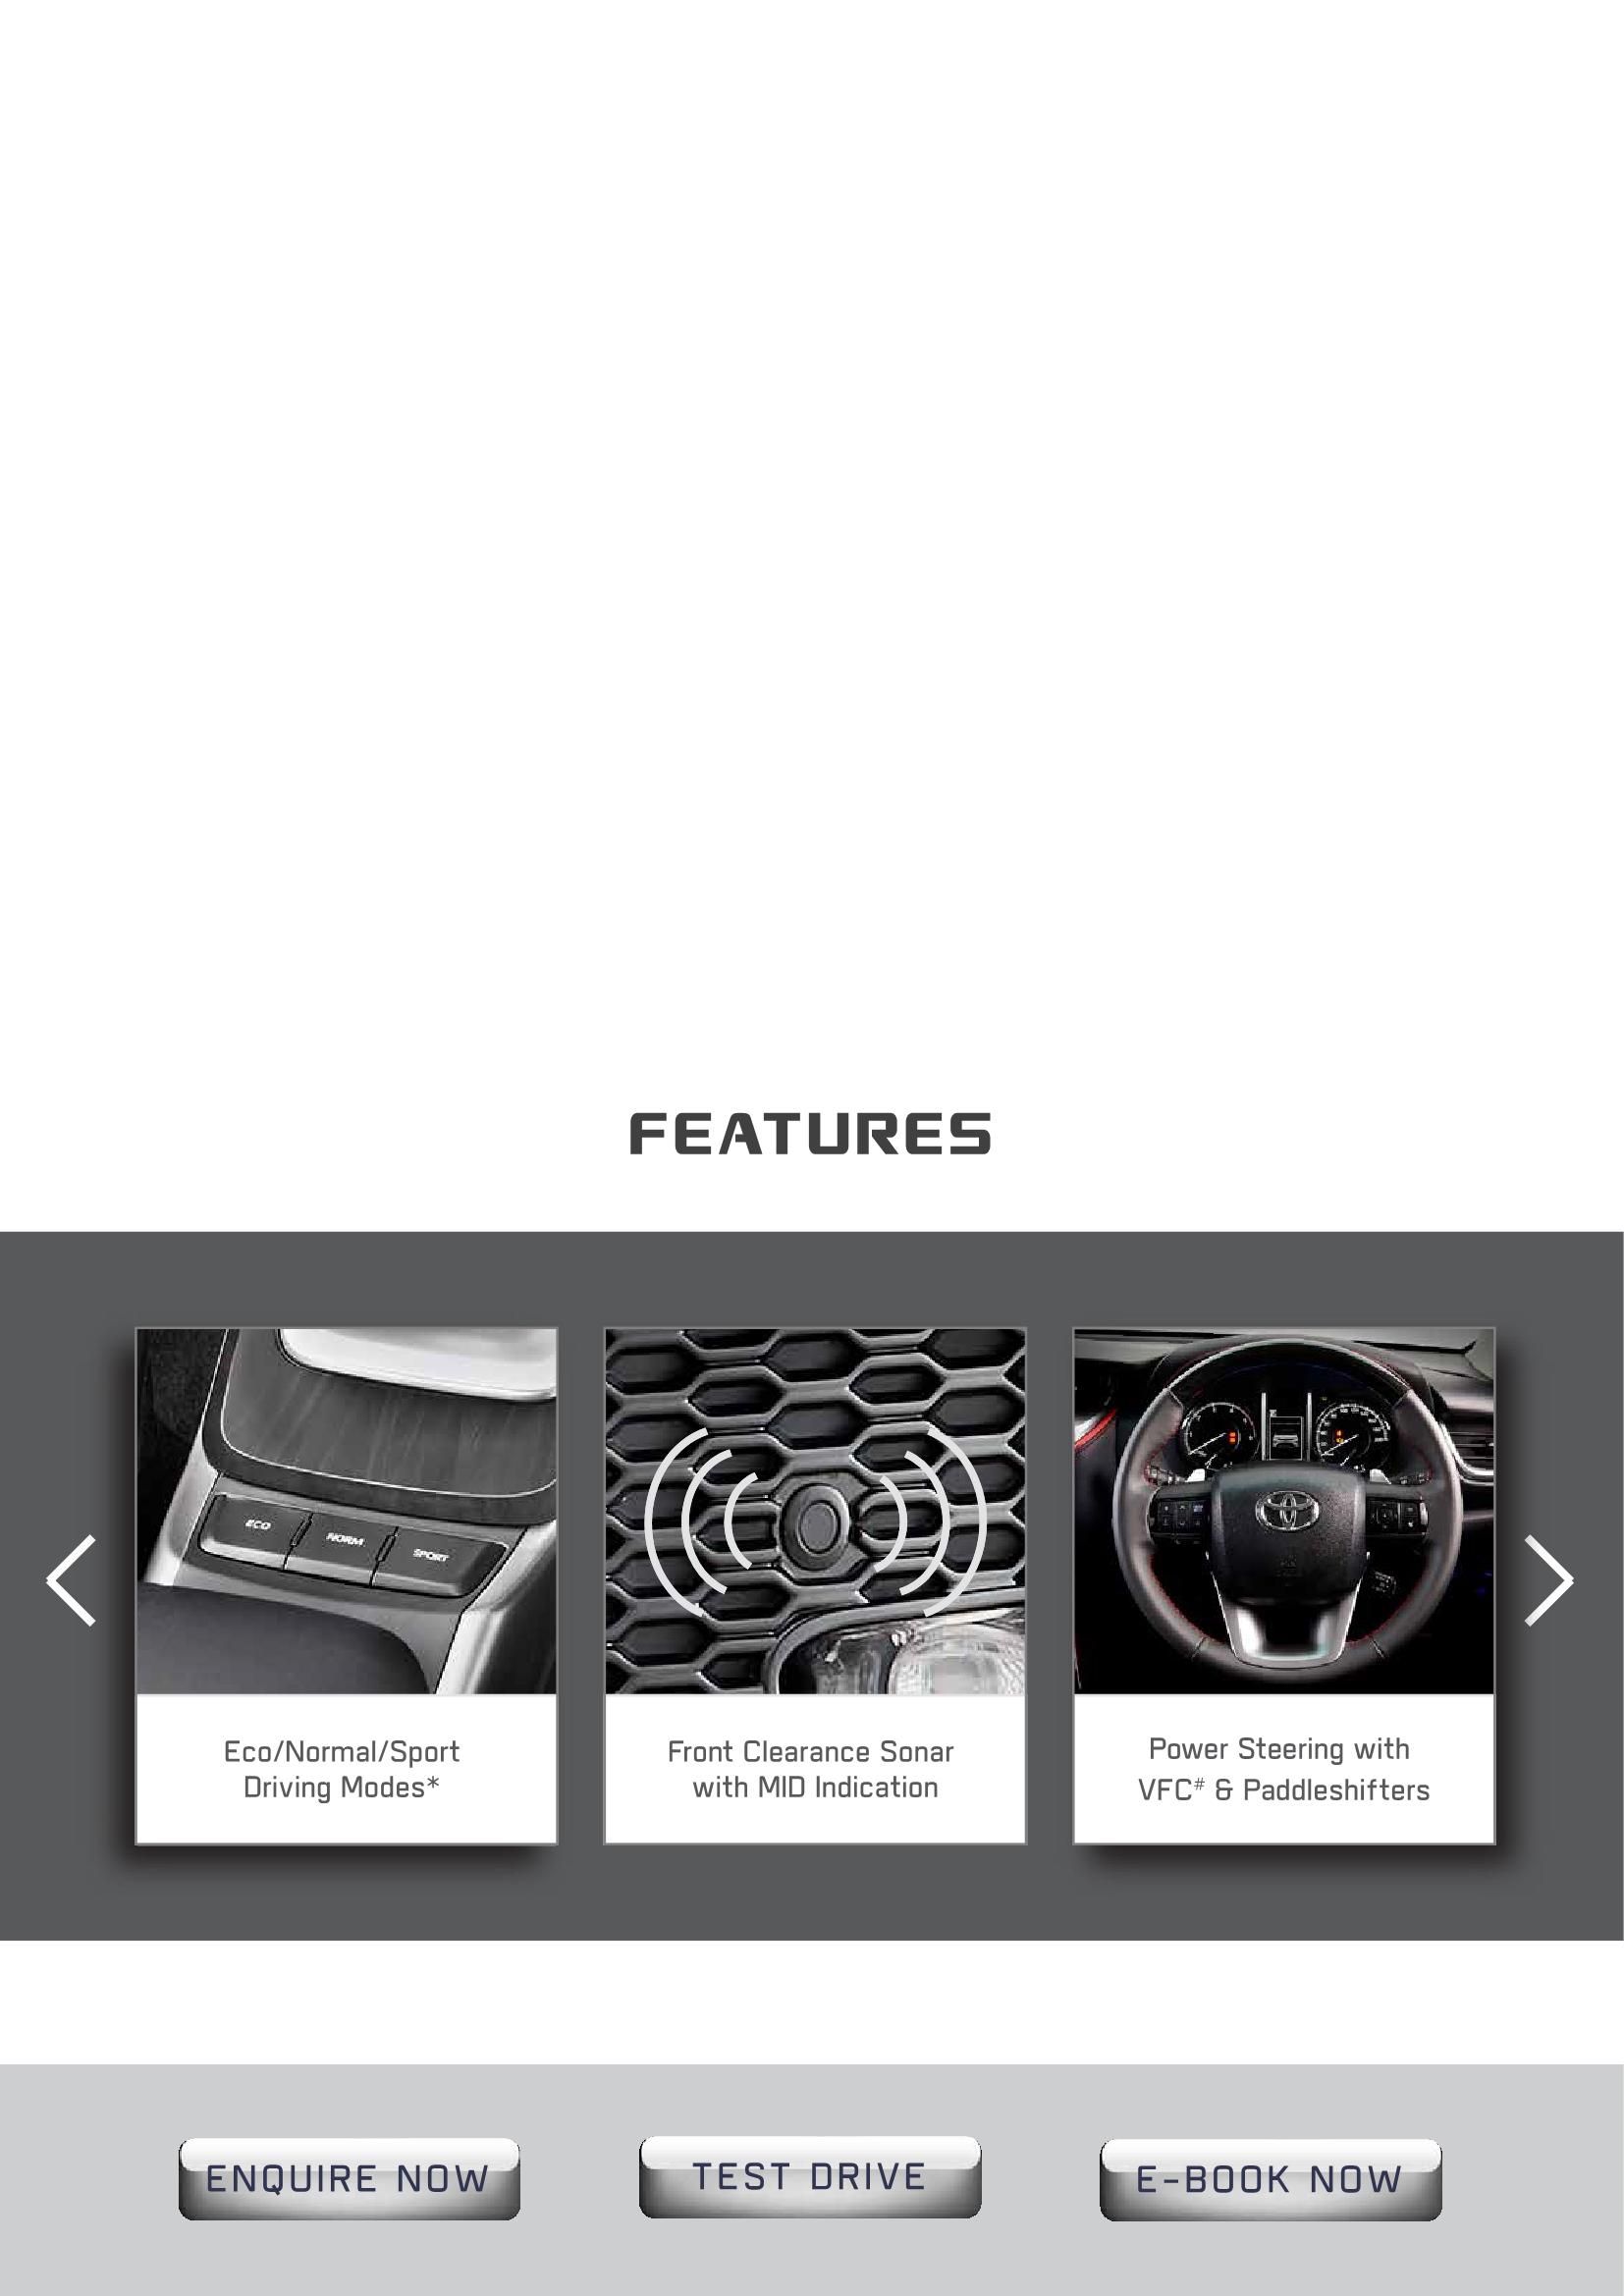 FEATURES
ECO
NORM
SPORT
Eco/Normal/Sport
Driving Modes*
Front Clearance Sonar
with MID Indication
Power Steering with
VFC# & Paddleshifters
ENQUIRE NOW
TEST DRIVE
E-BOOK NOW